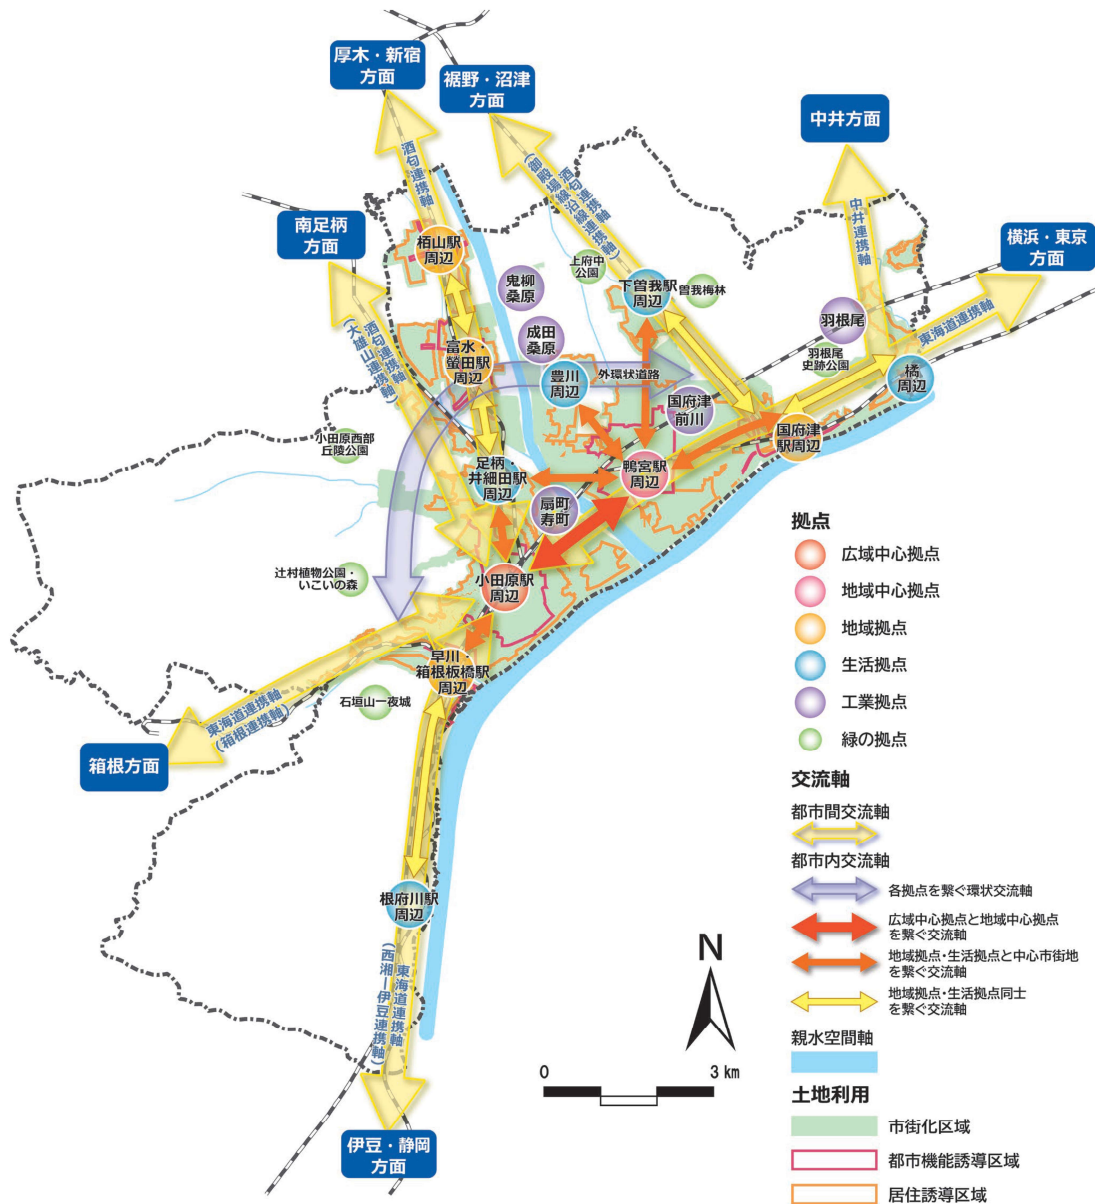 厚木・新宿
方面
裾野・沼津
方面
中井方面
南足柄
方面
横浜・東京
方面
酒匂連携軸
酒匂連携軸
(御殿場線沿線連携軸)
中井連携軸
東海道連携軸
酒匂連携軸
(大雄山連携軸)
栢山駅
周辺
鬼柳
桑原
上府中
公園
下曽我駅
周辺
曽我梅林
羽根尾
成田
桑原
富水・
螢田駅
周辺
豊川
周辺
外環状道路
羽根尾
史跡公園
橘
周辺
国府津
前川
国府津
駅周辺
小田原西部
丘陵公園
足柄・
井細田駅
周辺
鴨宮駅
周辺
扇町
寿町
辻村植物公園・
いこいの森
小田原駅
周辺
早川・
箱根板橋駅
周辺
石垣山一夜城
東海道連携軸
(箱根連携軸)
箱根方面
根府川駅
周辺
東海道連携軸
(西湘ー伊豆連携軸)
伊豆・静岡
方面
N
0 3 km
拠点
広域中心拠点
地域中心拠点
地域拠点
生活拠点
工業拠点
緑の拠点
交流軸
都市間交流軸
都市内交流軸
各拠点を繋ぐ環状交流軸
広域中心拠点と地域中心拠点
を繋ぐ交流軸
地域拠点・生活拠点と中心市街地
を繋ぐ交流軸
地域拠点・生活拠点同士
を繋ぐ交流軸
親水空間軸
土地利用
市街化区域
都市機能誘導区域
居住誘導区域